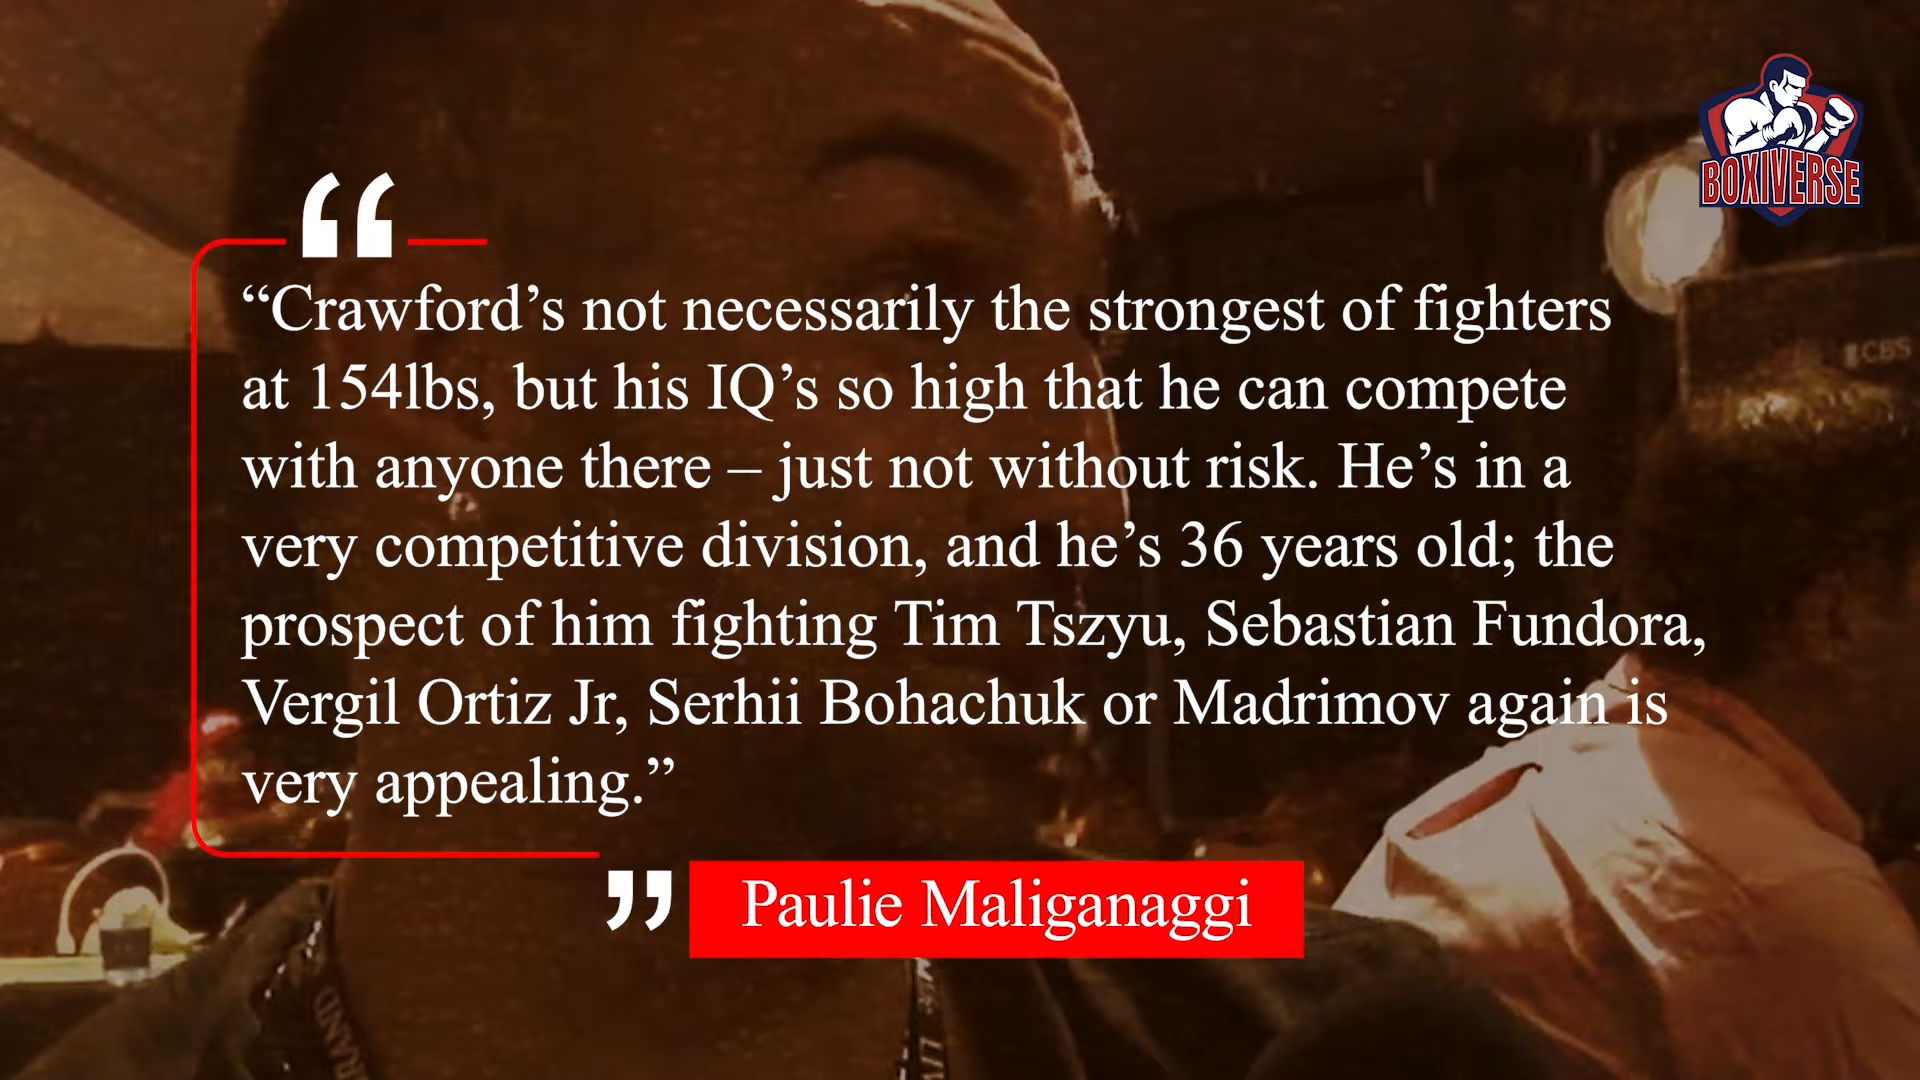 BOXIVERSE
“Crawford’s not necessarily the strongest of fighters
at 154lbs, but his IQ’s so high that he can compete
with anyone there – just not without risk. He’s in a
very competitive division, and he’s 36 years old; the
prospect of him fighting Tim Tszyu, Sebastian Fundora,
Vergil Ortiz Jr, Serhii Bohachuk or Madrimov again is
very appealing.”
Paulie Maliganaggi
CBS